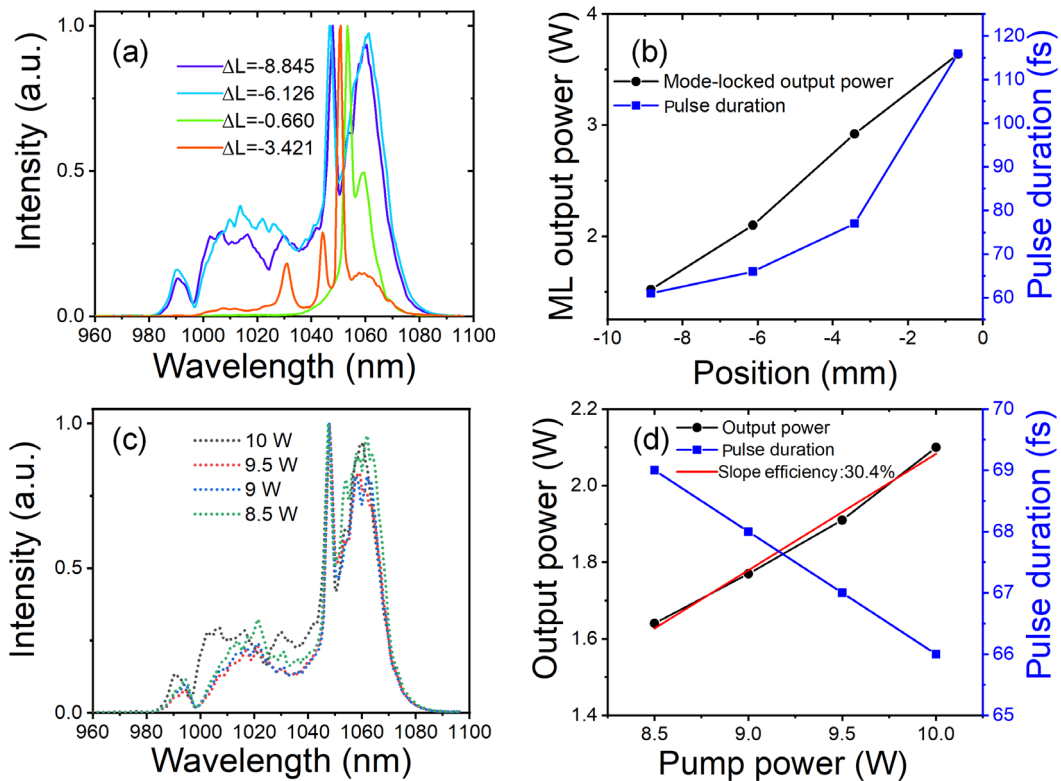 (a)
Intensity (a.u.)
1.0
0.5
0.0
ΔL=-8.845
ΔL=-6.126
ΔL=-0.660
ΔL=-3.421
960 980 1000 1020 1040 1060 1080 1100
Wavelength (nm)
(b)
ML output power (W)
4
3
2
Mode-locked output power
Pulse duration
120
110
100
90
80
70
60
Pulse duration (fs)
-10 -8 -6 -4 -2 0
Position (mm)
(c)
Intensity (a.u.)
1.0
0.5
0.0
10 W
9.5 W
9 W
8.5 W
960 980 1000 1020 1040 1060 1080 1100
Wavelength (nm)
(d)
Output power (W)
2.2
2.0
1.8
1.6
1.4
Output power
Pulse duration
Slope efficiency:30.4%
70
69
68
67
66
65
Pulse duration (fs)
8.5 9.0 9.5 10.0
Pump power (W)